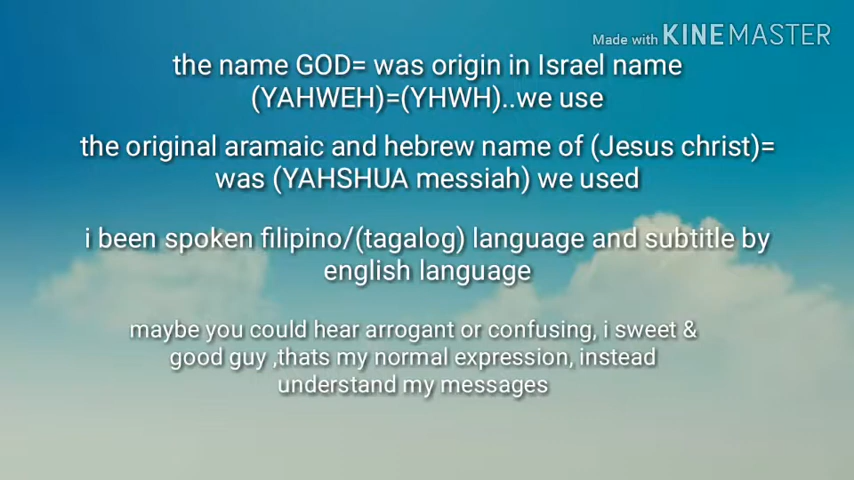 Made with KINEMASTER
the name GOD= was origin in Israel name
(YAHWEH)=(YHWH)..we use
the original aramaic and hebrew name of (Jesus christ)=
was (YAHSHUA messiah) we used
i been spoken filipino/(tagalog) language and subtitle by
english language
maybe you could hear arrogant or confusing, i sweet &
good guy ,thats my normal expression, instead
understand my messages